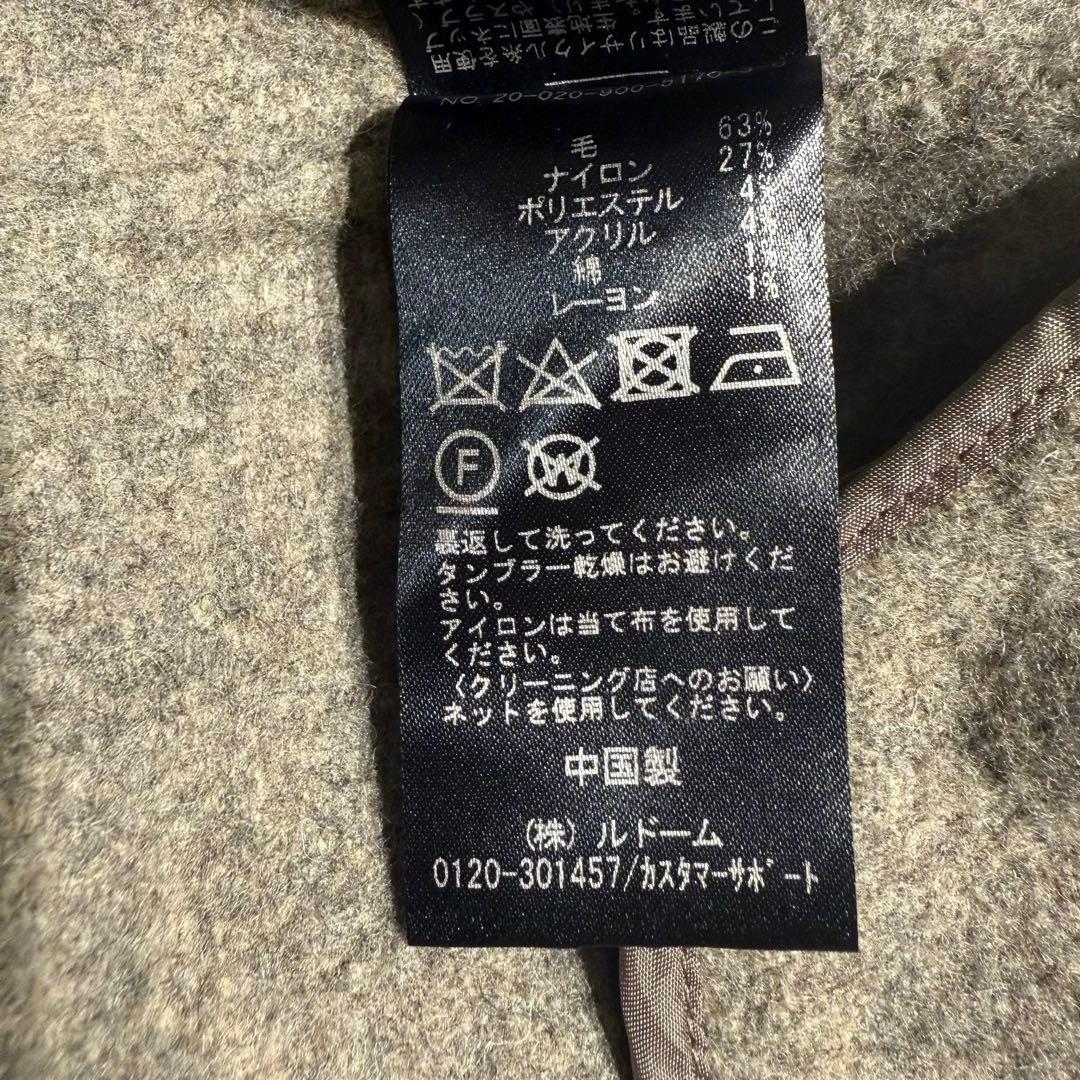 毛 63%
ナイロン 27%
ポリエステル 4%
アクリル 4%
綿 1%
レーヨン 1%
F W
裏返して洗ってください。
タンブラー乾燥はお避けくだ
さい。
アイロンは当て布を使用して
ください。
〈クリーニング店へのお願い〉
ネットを使用してください。
中国製
(株) ルドーム
0120-301457/カスタマーサポート